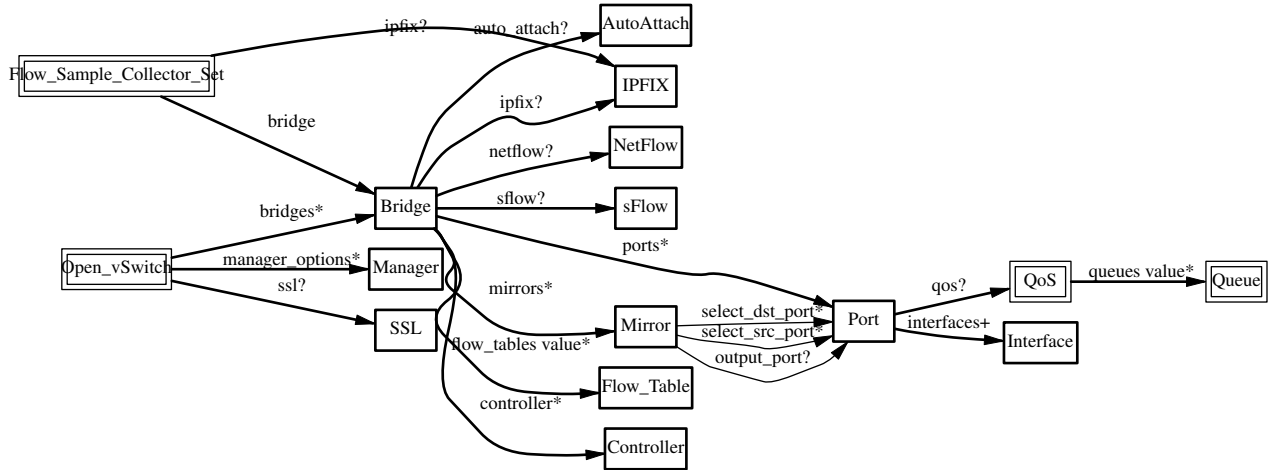 AutoAttach
ipfix?
auto_attach?
Flow_Sample_Collector_Set
IPFIX
ipfix?
bridge
netflow?
NetFlow
Bridge
sflow?
sFlow
bridges*
ports*
manager_options*
Open_vSwitch
Manager
ssl?
mirrors*
qos?
QoS
queues value*
Queue
SSL
flow_tables value*
Mirror
select_dst_port*
select_src_port*
output_port?
Port
interfaces+
Interface
Flow_Table
controller*
Controller